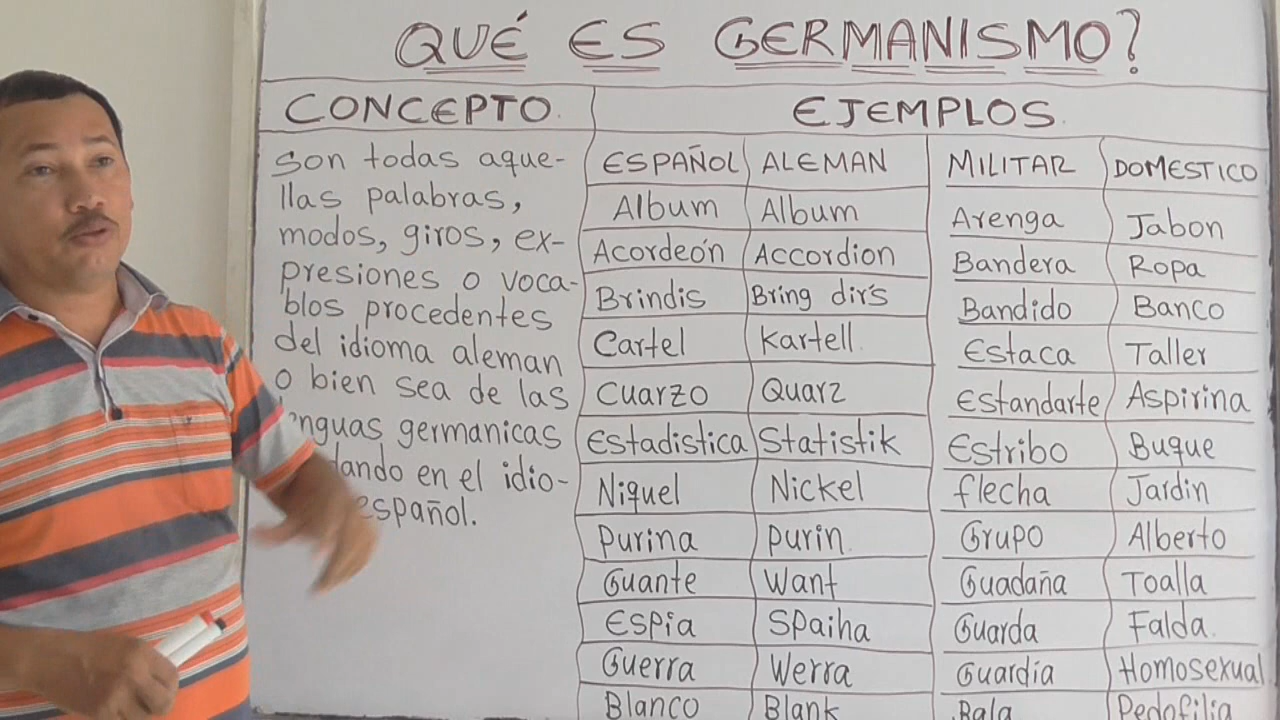 QUÉ ES GERMANISMO?
CONCEPTO.
Son todas aque-
llas palabras,
modos, giros, ex-
presiones o voca-
blos procedentes
del idioma aleman
o bien sea de las
nguas germanicas
dando en el idio-
español.
EJEMPLOS.
ESPAÑOL ALEMAN
Album Album
Acordeón Accordion
Brindis Bring dir's
Cartel Kartell.
Cuarzo Quarz
Estadistica Statistik
Niquel Nickel
Purina Purin.
Guante Want
Espia Spaiha
Guerra Werra
Blanco Blank
MILITAR DOMESTICO
Arenga Jabon
Bandera Ropa
Bandido Banco
Estaca Taller
Estandarte Aspirina
Estribo Buque
flecha Jardin
Grupo Alberto
Guadaña Toalla
Guarda Falda.
Guardia Homosexual
Bala Pedofilia